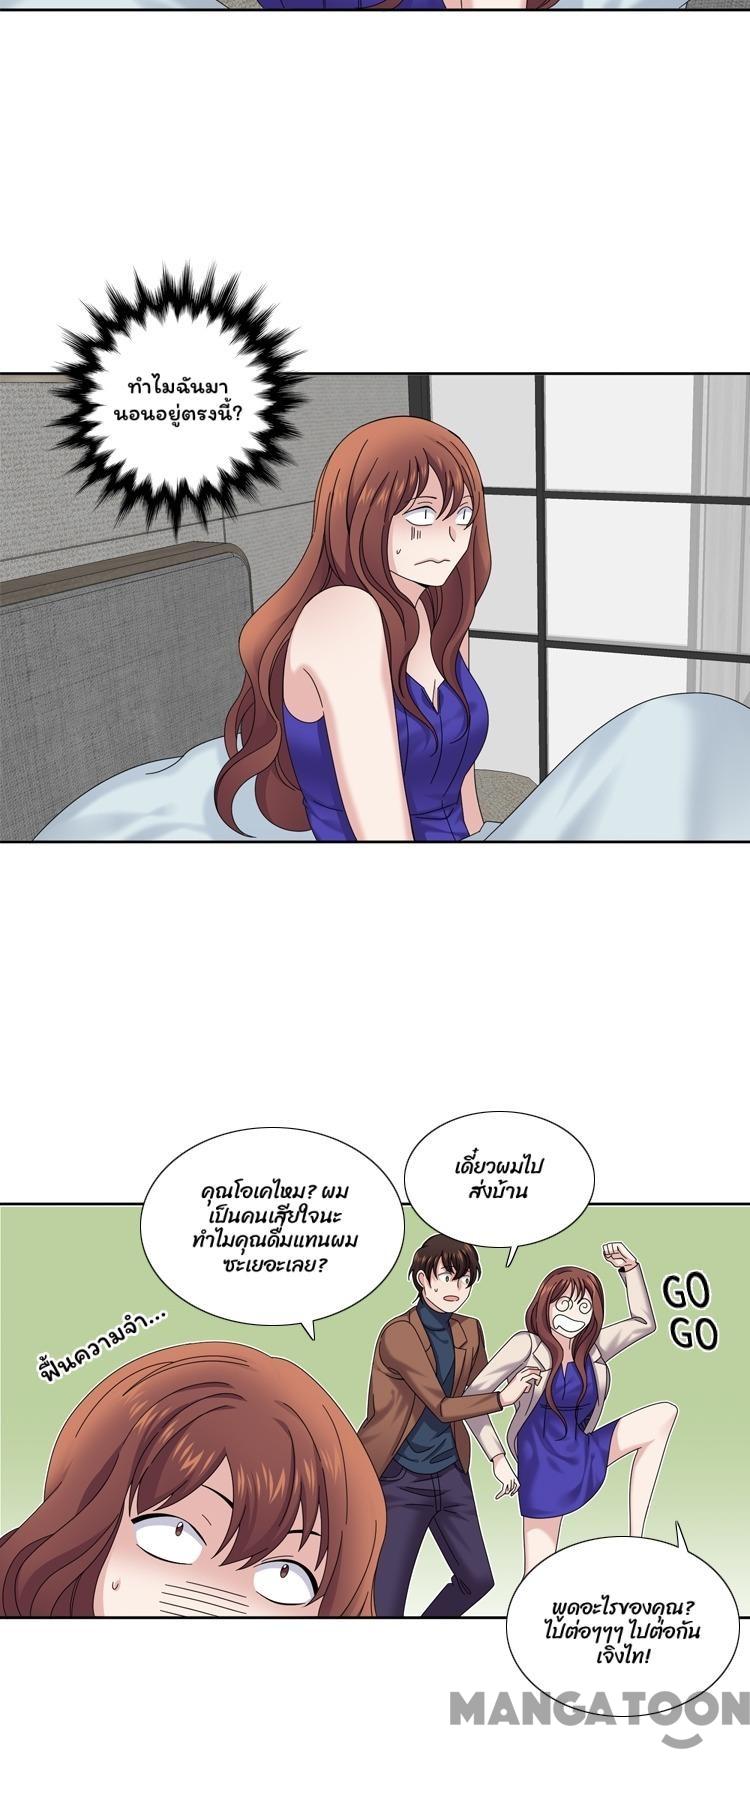 ทำไมฉันมา
นอนอยู่ตรงนี้?
เดี๋ยวผมไป
ส่งบ้าน
คุณโอเคไหม? ผม
เป็นคนเสียใจนะ
ทำไมคุณดื่มแทนผม
ซะเยอะเลย?
ฟื้นความจำ...
GO
GO
พูดอะไรของคุณ?
ไปต่อๆๆๆ ไปต่อกัน
เจิงไท!
MANGATOON